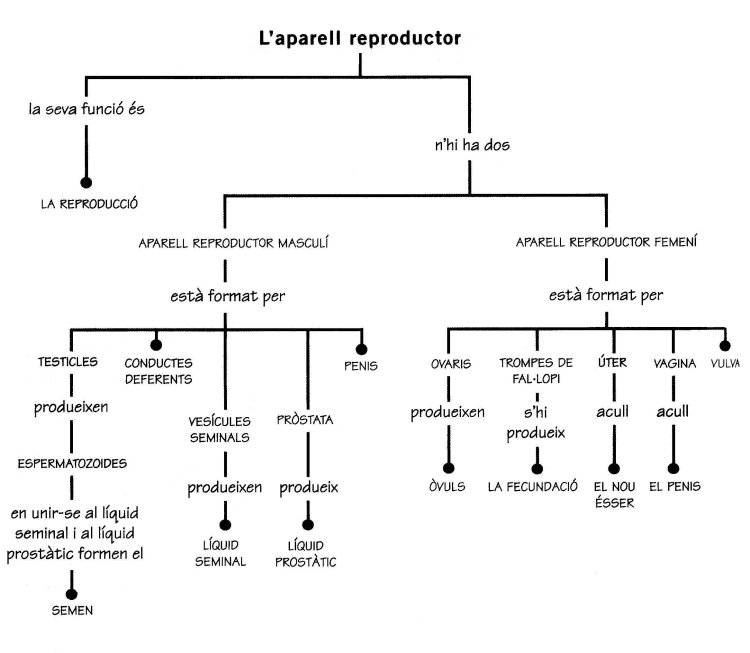 L'aparell reproductor
la seva funció és
n'hi ha dos
LA REPRODUCCIÓ
APARELL REPRODUCTOR MASCULÍ
APARELL REPRODUCTOR FEMENÍ
està format per
està format per
TESTICLES
CONDUCTES
DEFERENTS
PENIS
OVARIS
TROMPES DE
FAL·LOPI
ÚTER
VAGINA
VULVA
produeixen
VESÍCULES
SEMINALS
PRÒSTATA
produeixen
s'hi
produeix
acull
acull
ESPERMATOZOIDES
produeixen
produeix
ÒVULS
LA FECUNDACIÓ
EL NOU
ÉSSER
EL PENIS
en unir-se al líquid
seminal i al líquid
prostàtic formen el
LÍQUID
SEMINAL
LÍQUID
PROSTÀTIC
SEMEN